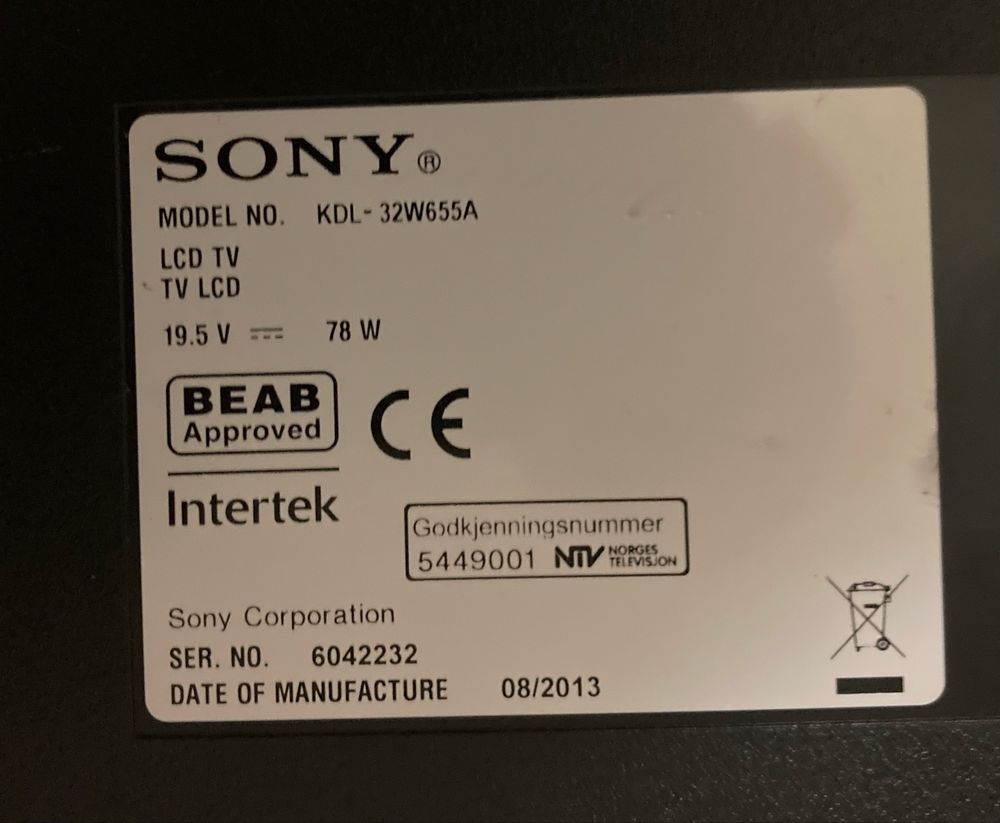 SONY®
MODEL NO. KDL-32W655A
LCD TV
TV LCD
19.5 V ⎓ 78 W
BEAB
Approved
CE
Intertek
Godkjenningsnummer
5449001 NTV NORGES TELEVISJON
Sony Corporation
SER. NO. 6042232
DATE OF MANUFACTURE 08/2013